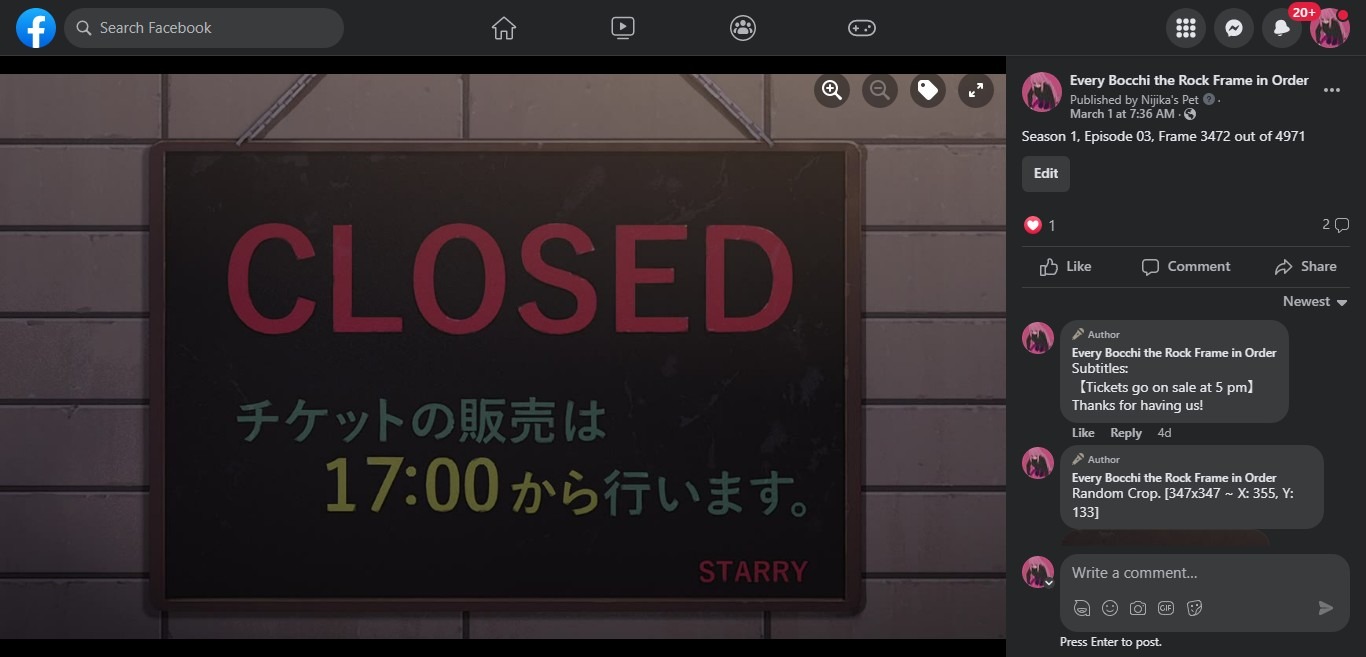 Search Facebook
20+
Every Bocchi the Rock Frame in Order
Published by Nijika's Pet ·
March 1 at 7:36 AM ·
Season 1, Episode 03, Frame 3472 out of 4971
Edit
1
2
Like Comment Share
Newest
Author
Every Bocchi the Rock Frame in Order
Subtitles:
【Tickets go on sale at 5 pm】
Thanks for having us!
Like Reply 4d
Author
Every Bocchi the Rock Frame in Order
Random Crop. [347x347 ~ X: 355, Y:
133]
Write a comment...
GIF
Press Enter to post.
CLOSED
チケットの販売は
17:00から行います。
STARRY